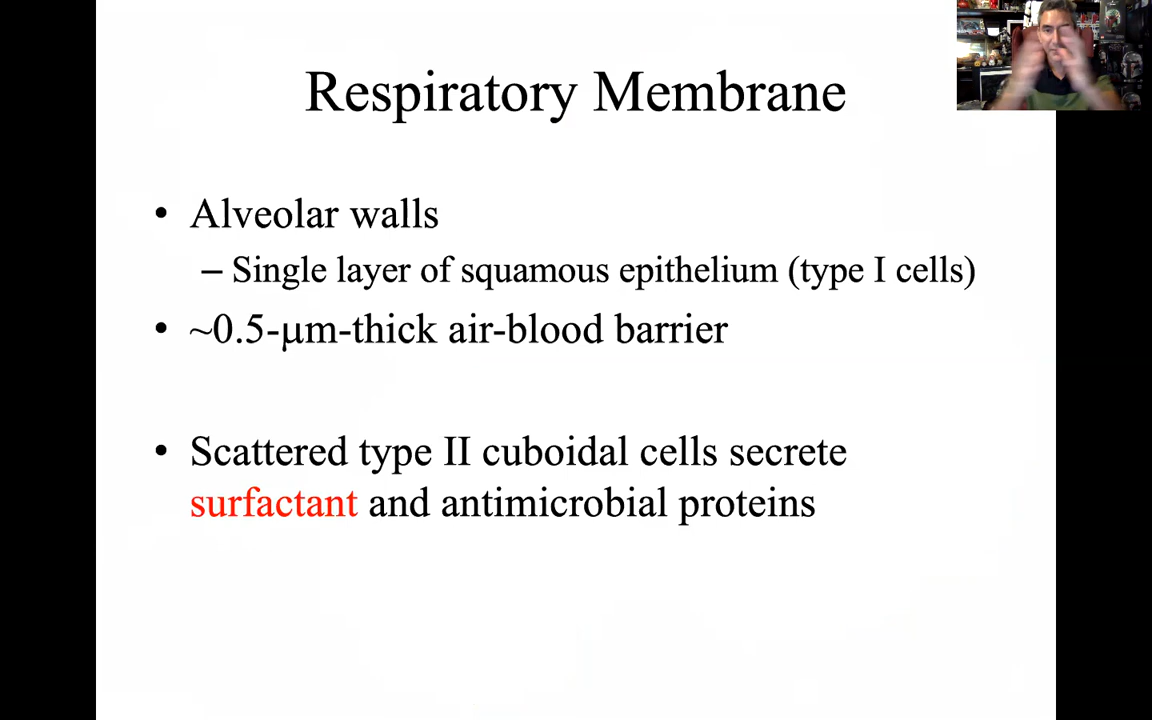 Respiratory Membrane
• Alveolar walls
– Single layer of squamous epithelium (type I cells)
• ~0.5-μm-thick air-blood barrier
• Scattered type II cuboidal cells secrete
surfactant and antimicrobial proteins